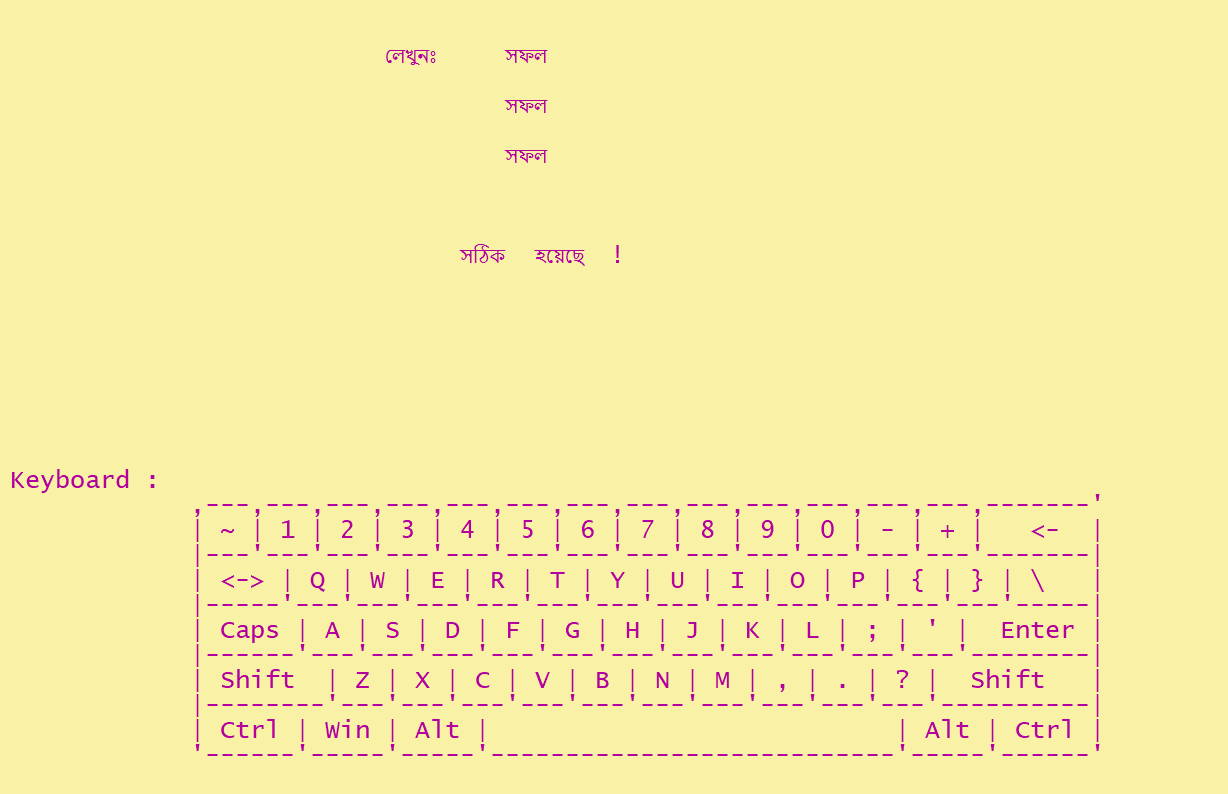 লেখুনঃ সফল
সফল
সফল
সঠিক হয়েছে !
Keyboard :
,---,---,---,---,---,---,---,---,---,---,---,---,---,-------'
| ~ | 1 | 2 | 3 | 4 | 5 | 6 | 7 | 8 | 9 | 0 | - | + |   <-  |
|---'---'---'---'---'---'---'---'---'---'---'---'---'-------|
| <-> | Q | W | E | R | T | Y | U | I | O | P | { | } | \   |
|-----'---'---'---'---'---'---'---'---'---'---'---'---'-----|
| Caps | A | S | D | F | G | H | J | K | L | ; | ' |  Enter |
|------'---'---'---'---'---'---'---'---'---'---'---'--------|
| Shift  | Z | X | C | V | B | N | M | , | . | ? |  Shift   |
|--------'---'---'---'---'---'---'---'---'---'---'----------|
| Ctrl | Win | Alt |                           | Alt | Ctrl |
'------'-----'-----'---------------------------'-----'------'